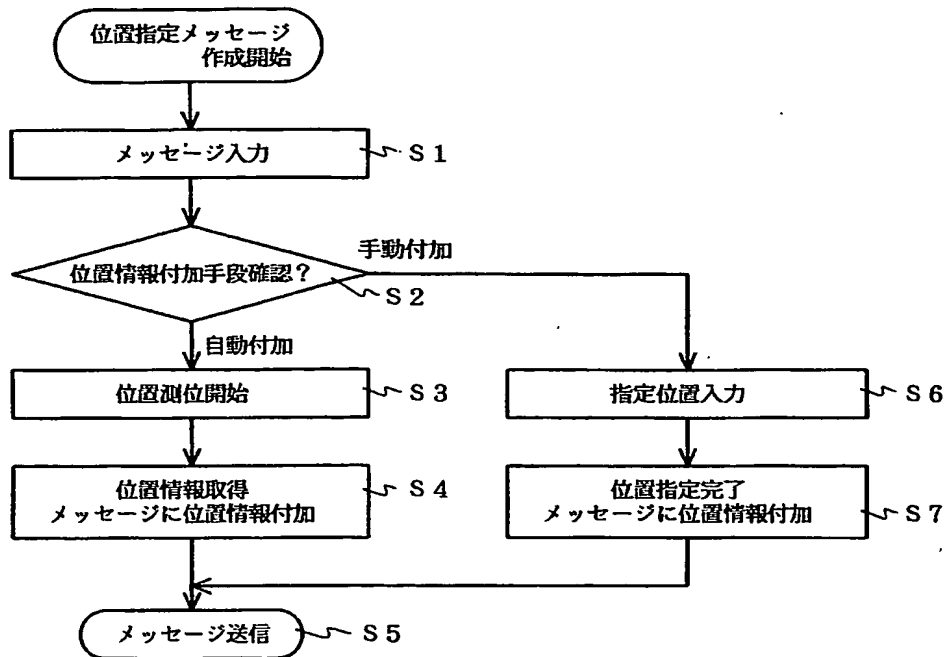 位置指定メッセージ
作成開始
メッセージ入力
S1
位置情報付加手段確認?
手動付加
S2
自動付加
位置測位開始
S3
指定位置入力
S6
位置情報取得
メッセージに位置情報付加
S4
位置指定完了
メッセージに位置情報付加
S7
メッセージ送信
S5